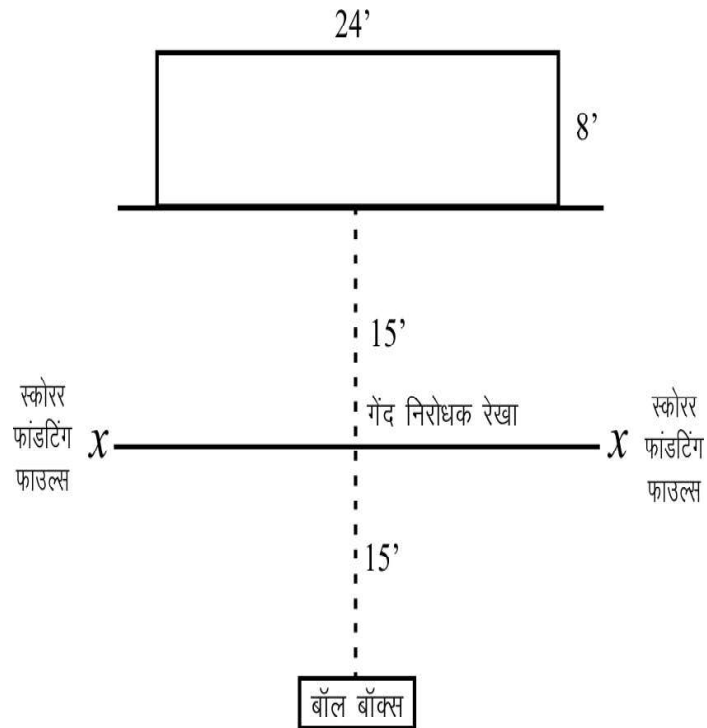 24’
8’
15’
गेंद निरोधक रेखा
स्कोरर
फांडटिंग
फाउल्स
x
x
स्कोरर
फांडटिंग
फाउल्स
15’
बॉल बॉक्स